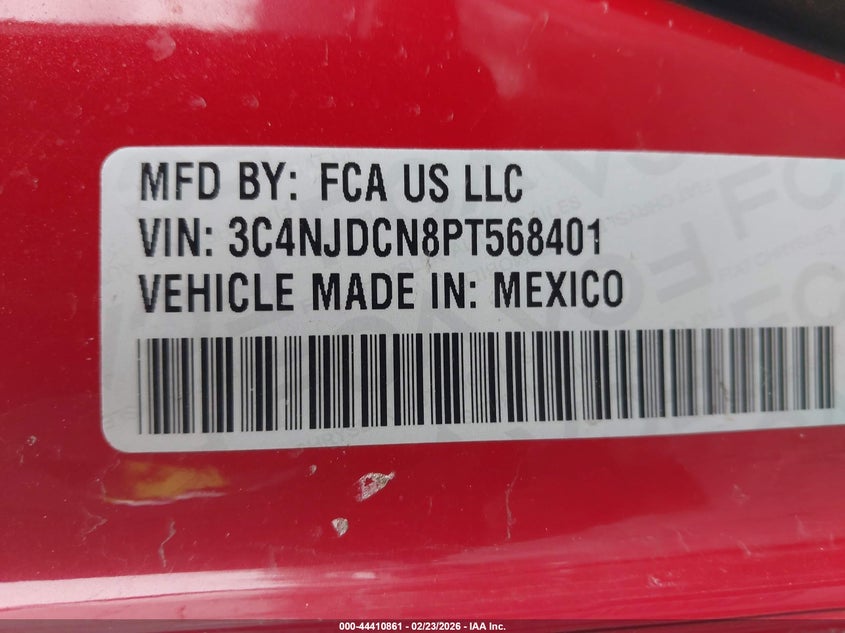 MFD BY: FCA US LLC
VIN: 3C4NJDCN8PT568401
VEHICLE MADE IN: MEXICO
000-44410861 - 02/23/2026 - IAA Inc.